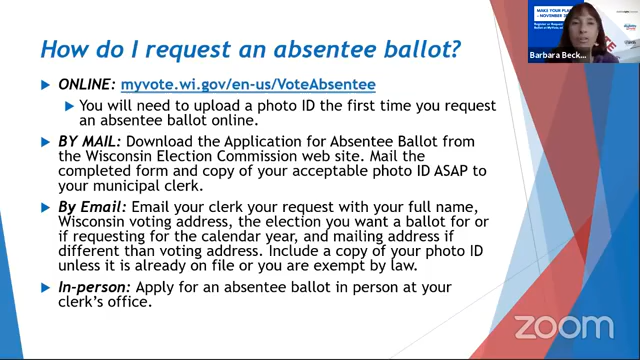 How do I request an absentee ballot?
ONLINE: myvote.wi.gov/en-us/VoteAbsentee
You will need to upload a photo ID the first time you request
an absentee ballot online.
BY MAIL: Download the Application for Absentee Ballot from
the Wisconsin Election Commission web site. Mail the
completed form and copy of your acceptable photo ID ASAP to
your municipal clerk.
By Email: Email your clerk your request with your full name,
Wisconsin voting address, the election you want a ballot for or
if requesting for the calendar year, and mailing address if
different than voting address. Include a copy of your photo ID
unless it is already on file or you are exempt by law.
In-person: Apply for an absentee ballot in person at your
clerk's office.
MAKE YOUR PLA
Barbara Beck...
zoom